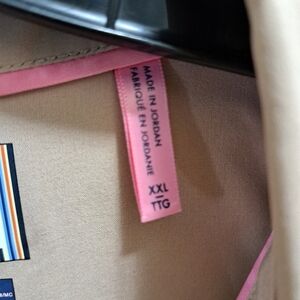 MADE IN JORDAN
FABRIQUÉ EN JORDANIE
XXL
TTG